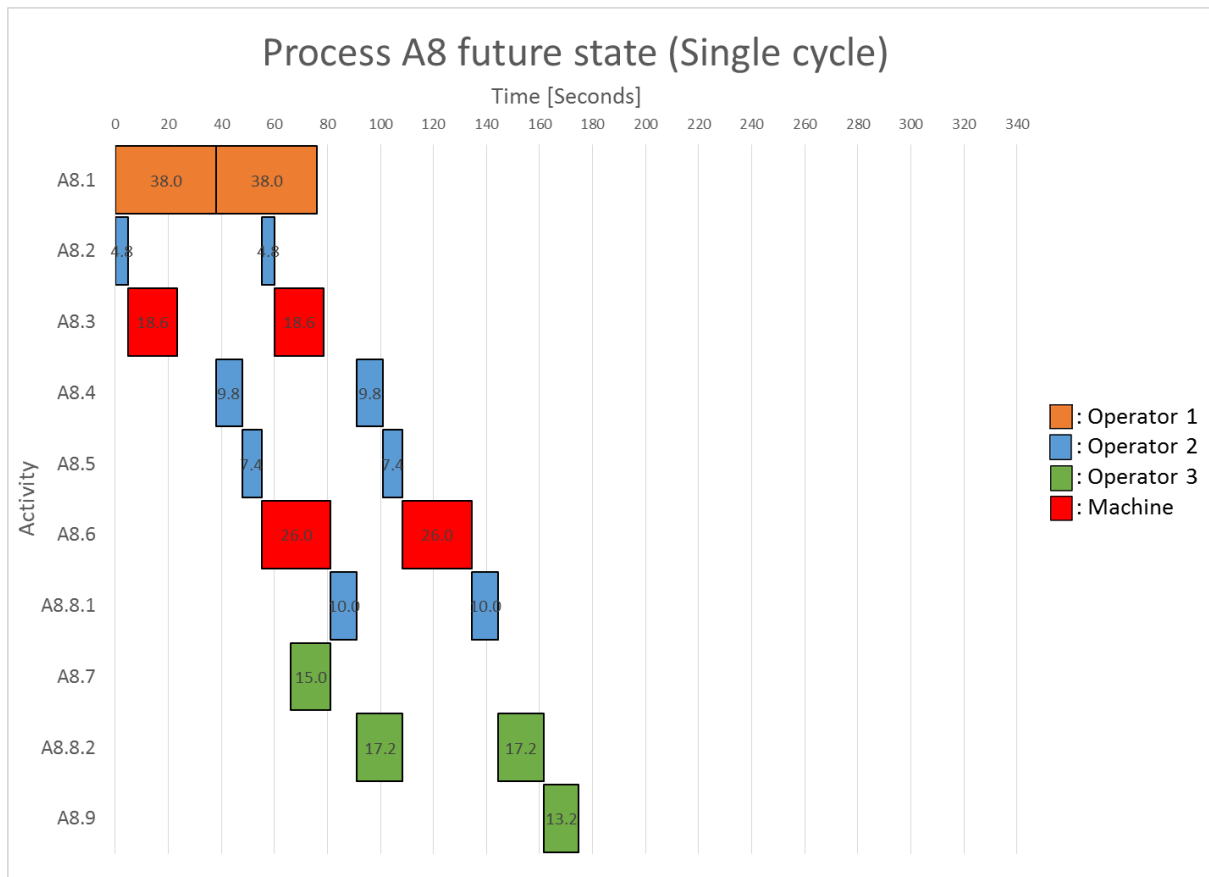 Process A8 future state (Single cycle)
Time [Seconds]
0 20 40 60 80 100 120 140 160 180 200 220 240 260 280 300 320 340
Activity
A8.1 38.0 38.0
A8.2 4.8 4.8
A8.3 18.6 18.6
A8.4 9.8 9.8
A8.5 7.4 7.4
A8.6 26.0 26.0
A8.8.1 10.0 10.0
A8.7 15.0
A8.8.2 17.2 17.2
A8.9 13.2
: Operator 1
: Operator 2
: Operator 3
: Machine